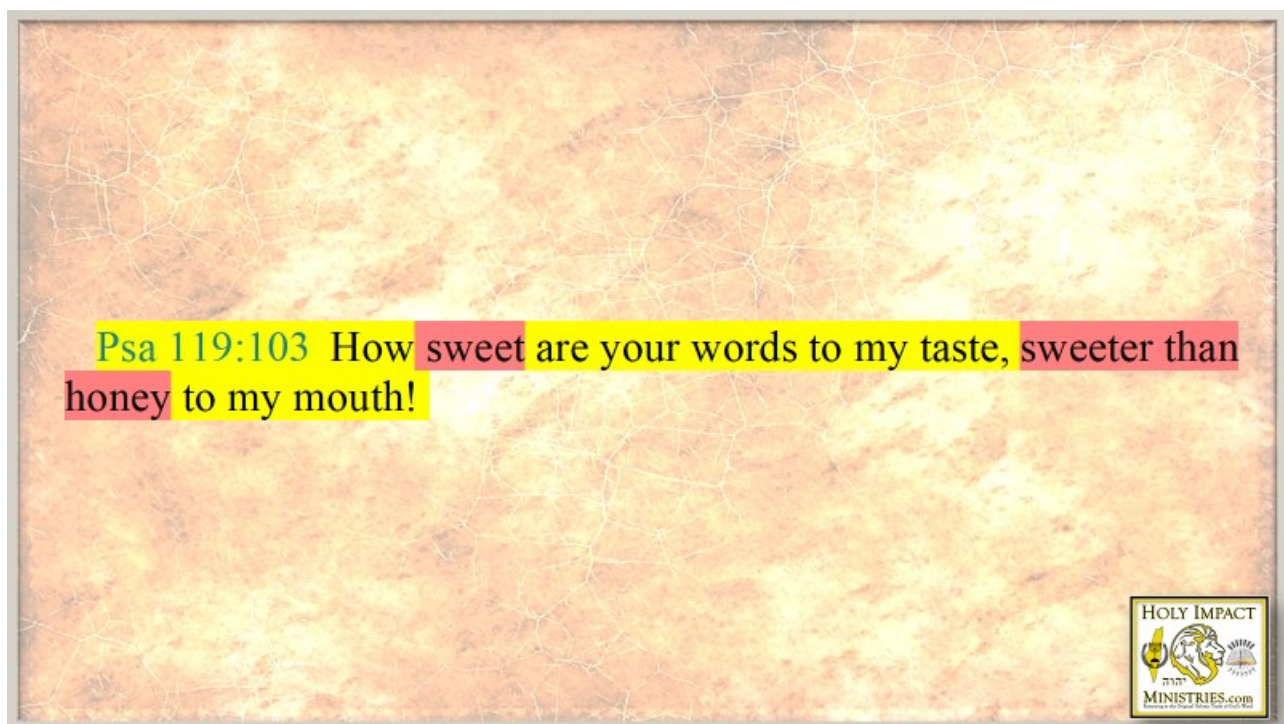 Psa 119:103 How sweet are your words to my taste, sweeter than
honey to my mouth!
HOLY IMPACT
יהוה
MINISTRIES.com